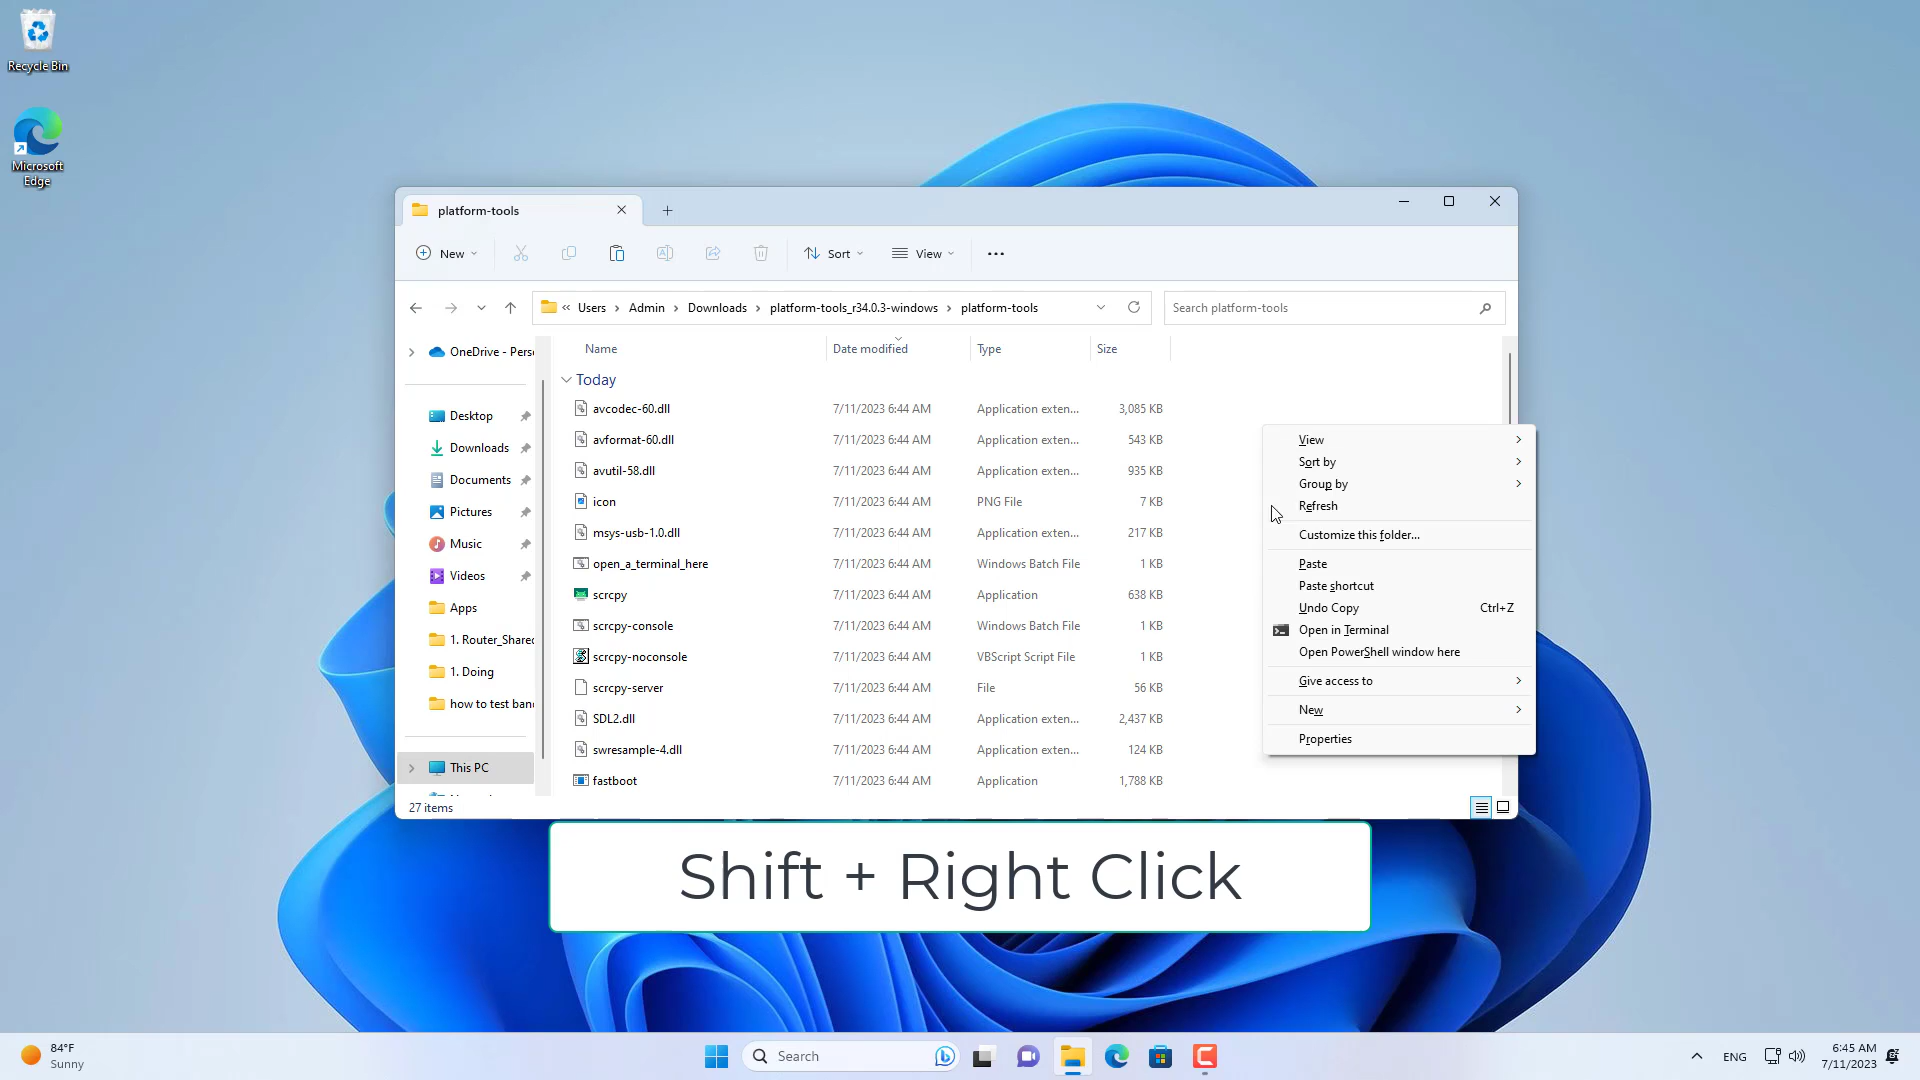 Recycle Bin
Microsoft
Edge
platform-tools
New
Sort
View
Users
Admin
Downloads
platform-tools_r34.0.3-windows
platform-tools
Search platform-tools
OneDrive - Pers
Desktop
Downloads
Documents
Pictures
Music
Videos
Apps
1. Router_Shared
1. Doing
how to test ban
This PC
Name
Date modified
Type
Size
Today
avcodec-60.dll 7/11/2023 6:44 AM Application exten... 3,085 KB
avformat-60.dll 7/11/2023 6:44 AM Application exten... 543 KB
avutil-58.dll 7/11/2023 6:44 AM Application exten... 935 KB
icon 7/11/2023 6:44 AM PNG File 7 KB
msys-usb-1.0.dll 7/11/2023 6:44 AM Application exten... 217 KB
open_a_terminal_here 7/11/2023 6:44 AM Windows Batch File 1 KB
scrcpy 7/11/2023 6:44 AM Application 638 KB
scrcpy-console 7/11/2023 6:44 AM Windows Batch File 1 KB
scrcpy-noconsole 7/11/2023 6:44 AM VBScript Script File 1 KB
scrcpy-server 7/11/2023 6:44 AM File 56 KB
SDL2.dll 7/11/2023 6:44 AM Application exten... 2,437 KB
swresample-4.dll 7/11/2023 6:44 AM Application exten... 124 KB
fastboot 7/11/2023 6:44 AM Application 1,788 KB
27 items
View
Sort by
Group by
Refresh
Customize this folder...
Paste
Paste shortcut
Undo Copy Ctrl+Z
Open in Terminal
Open PowerShell window here
Give access to
New
Properties
Shift + Right Click
84°F
Sunny
Search
ENG
6:45 AM
7/11/2023